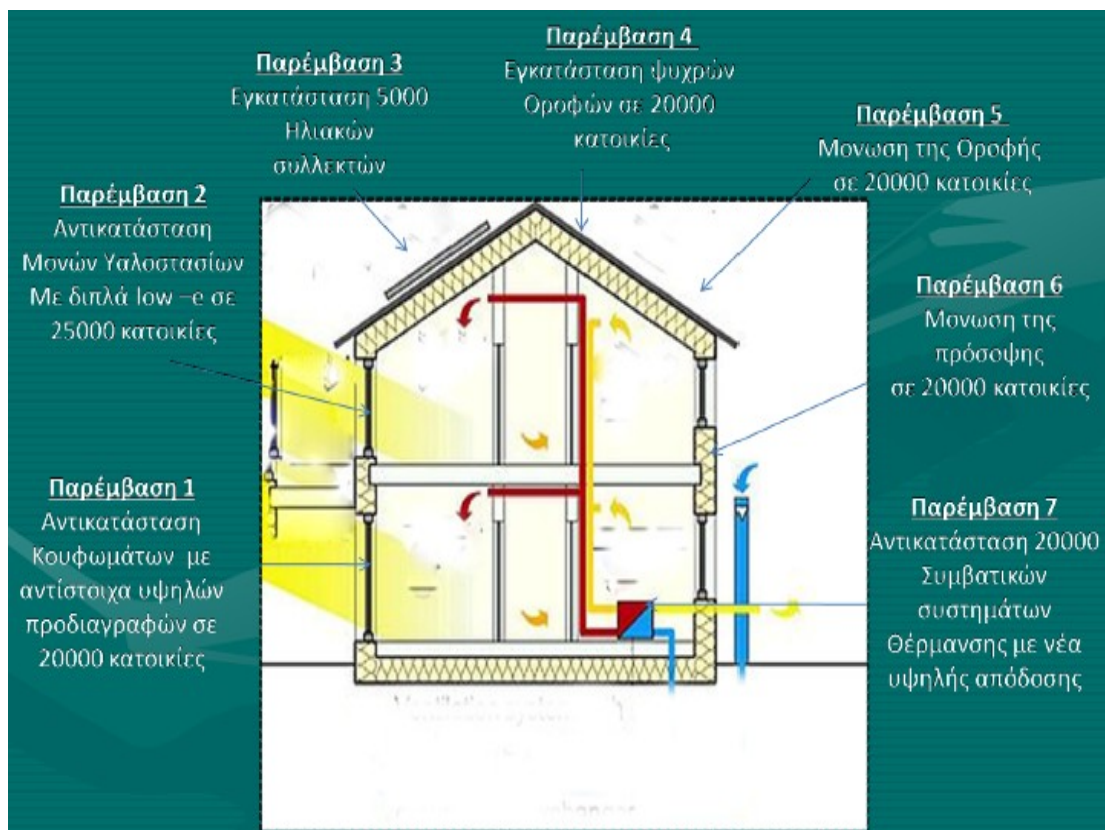 Παρέμβαση 1
Αντικατάσταση
Κουφωμάτων με
αντίστοιχα υψηλών
προδιαγραφών σε
20000 κατοικίες
Παρέμβαση 2
Αντικατάσταση
Μονών Υαλοστασίων
Με διπλά low –e σε
25000 κατοικίες
Παρέμβαση 3
Εγκατάσταση 5000
Ηλιακών
συλλεκτών
Παρέμβαση 4
Εγκατάσταση ψυχρών
Οροφών σε 20000
κατοικίες
Παρέμβαση 5
Μονωση της Οροφής
σε 20000 κατοικίες
Παρέμβαση 6
Μονωση της
πρόσοψης
σε 20000 κατοικίες
Παρέμβαση 7
Αντικατάσταση 20000
Συμβατικών
συστημάτων
Θέρμανσης με νέα
υψηλής απόδοσης